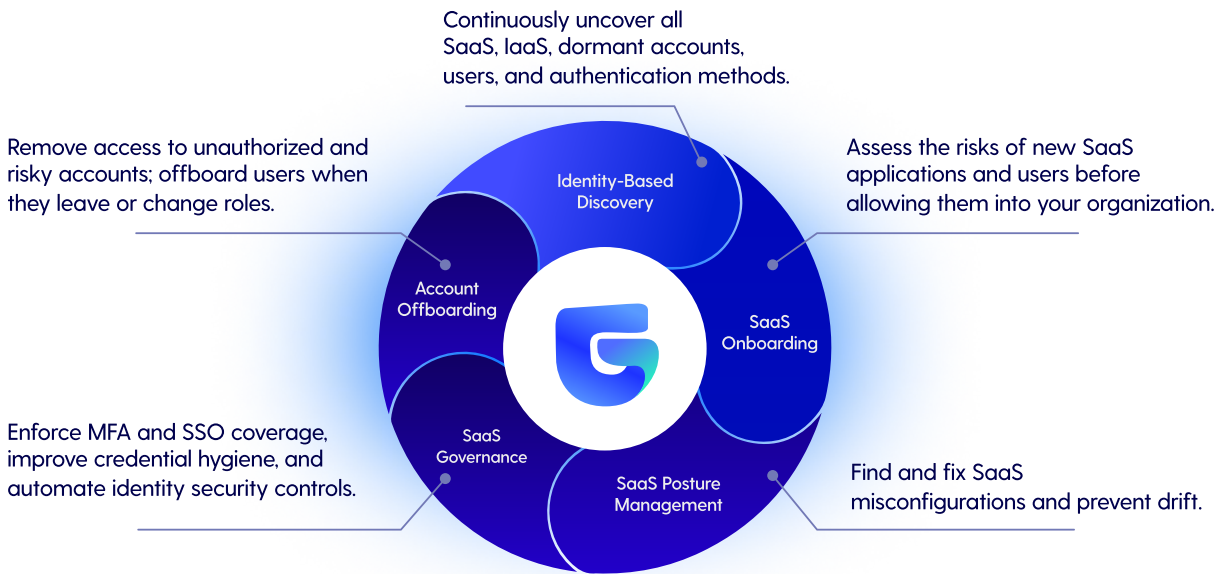 Continuously uncover all
SaaS, IaaS, dormant accounts,
users, and authentication methods.
Remove access to unauthorized and
risky accounts; offboard users when
they leave or change roles.
Assess the risks of new SaaS
applications and users before
allowing them into your organization.
Identity-Based
Discovery
Account
Offboarding
SaaS
Onboarding
SaaS
Governance
SaaS Posture
Management
Enforce MFA and SSO coverage,
improve credential hygiene, and
automate identity security controls.
Find and fix SaaS
misconfigurations and prevent drift.